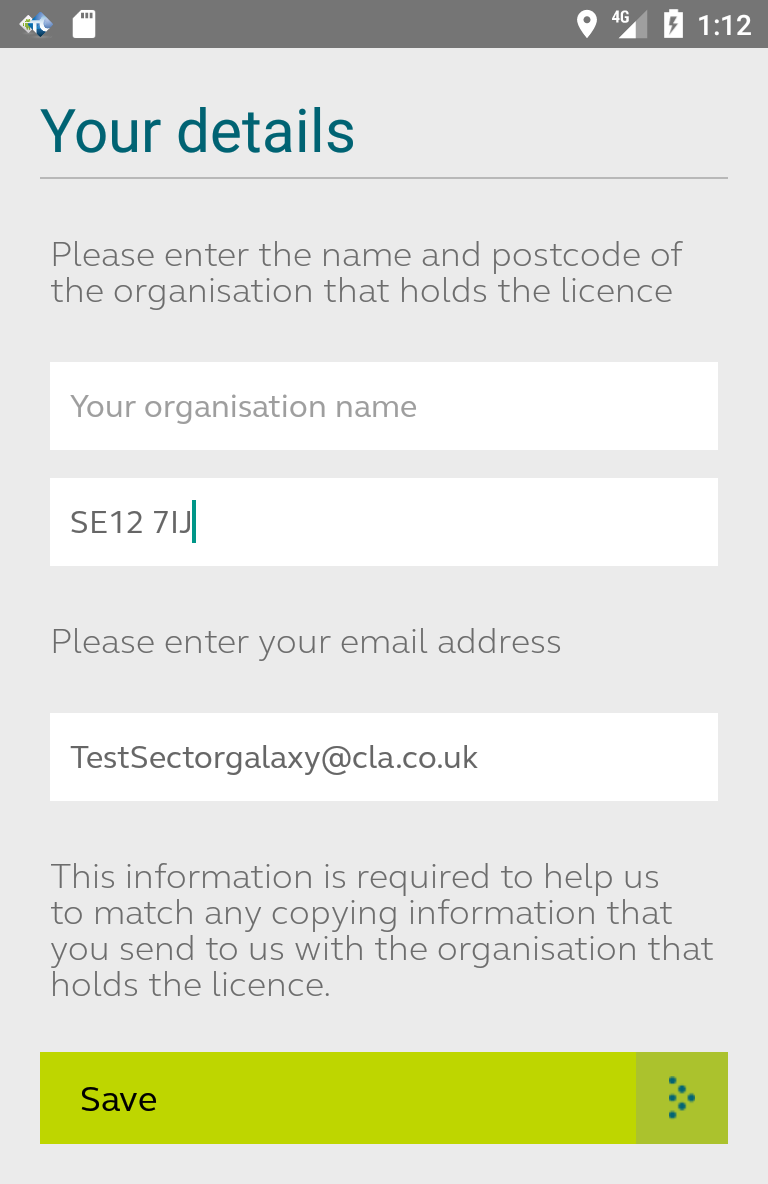 4G 1:12
Your details
Please enter the name and postcode of
the organisation that holds the licence
Your organisation name
SE12 7IJ
Please enter your email address
TestSectorgalaxy@cla.co.uk
This information is required to help us
to match any copying information that
you send to us with the organisation that
holds the licence.
Save